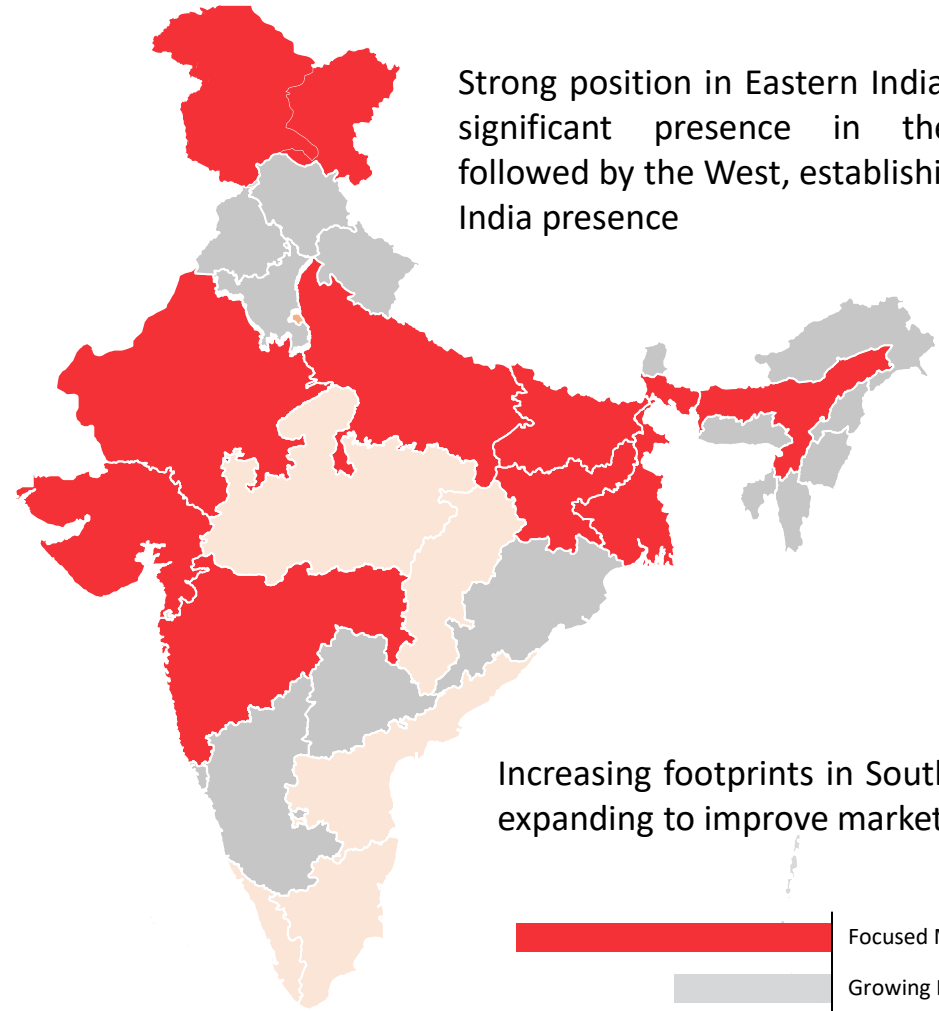 Strong position in Eastern India
significant presence in the
followed by the West, establishi
India presence
Increasing footprints in South
expanding to improve market
Focused
Growing